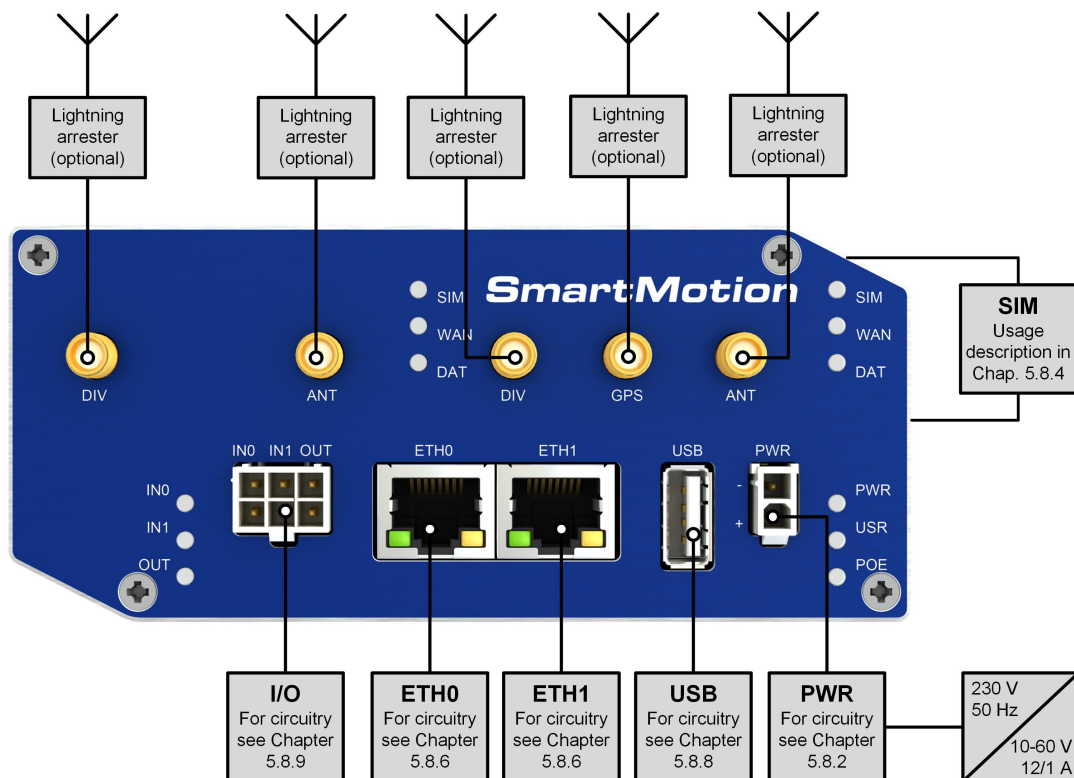 Lightning
arrester
(optional)
Lightning
arrester
(optional)
Lightning
arrester
(optional)
Lightning
arrester
(optional)
Lightning
arrester
(optional)
SIM
WAN
DAT
SmartMotion
SIM
WAN
DAT
SIM
Usage
description in
Chap. 5.8.4
DIV
ANT
DIV
GPS
ANT
IN0 IN1 OUT
ETH0
ETH1
USB
PWR
-
+
IN0
IN1
OUT
PWR
USR
POE
I/O
For circuitry
see Chapter
5.8.9
ETH0
For circuitry
see Chapter
5.8.6
ETH1
For circuitry
see Chapter
5.8.6
USB
For circuitry
see Chapter
5.8.8
PWR
For circuitry
see Chapter
5.8.2
230 V
50 Hz
10-60 V
12/1 A